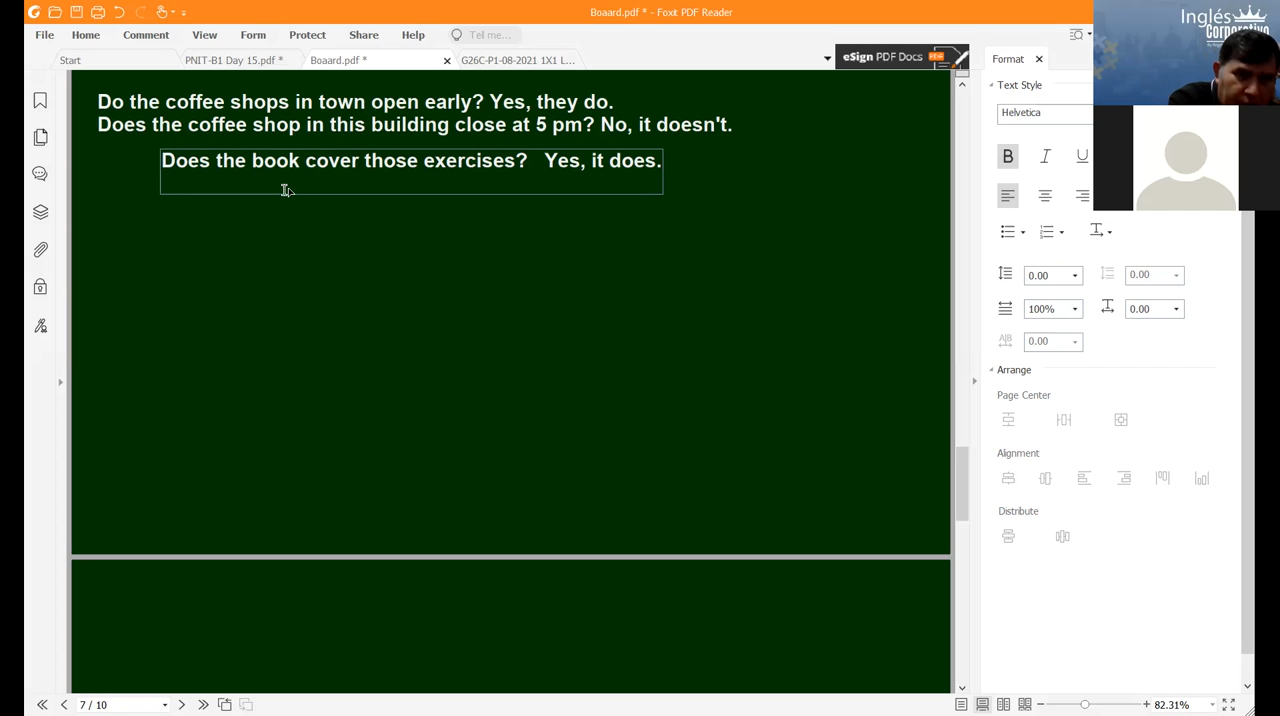 Boaard.pdf * - Foxit PDF Reader
File Home Comment View Form Protect Share Help Tell me...
Start PNIT-B1 Day 15.pdf * Boaard.pdf * G26C-P1-08-2021 1X1 L... eSign PDF Docs
Do the coffee shops in town open early? Yes, they do.
Does the coffee shop in this building close at 5 pm? No, it doesn't.
Does the book cover those exercises? Yes, it does.
Format
Text Style
Helvetica
B I U
0.00 0.00
100% 0.00
0.00
Arrange
Page Center
Alignment
Distribute
7 / 10
82.31%
Inglés
Corporativo